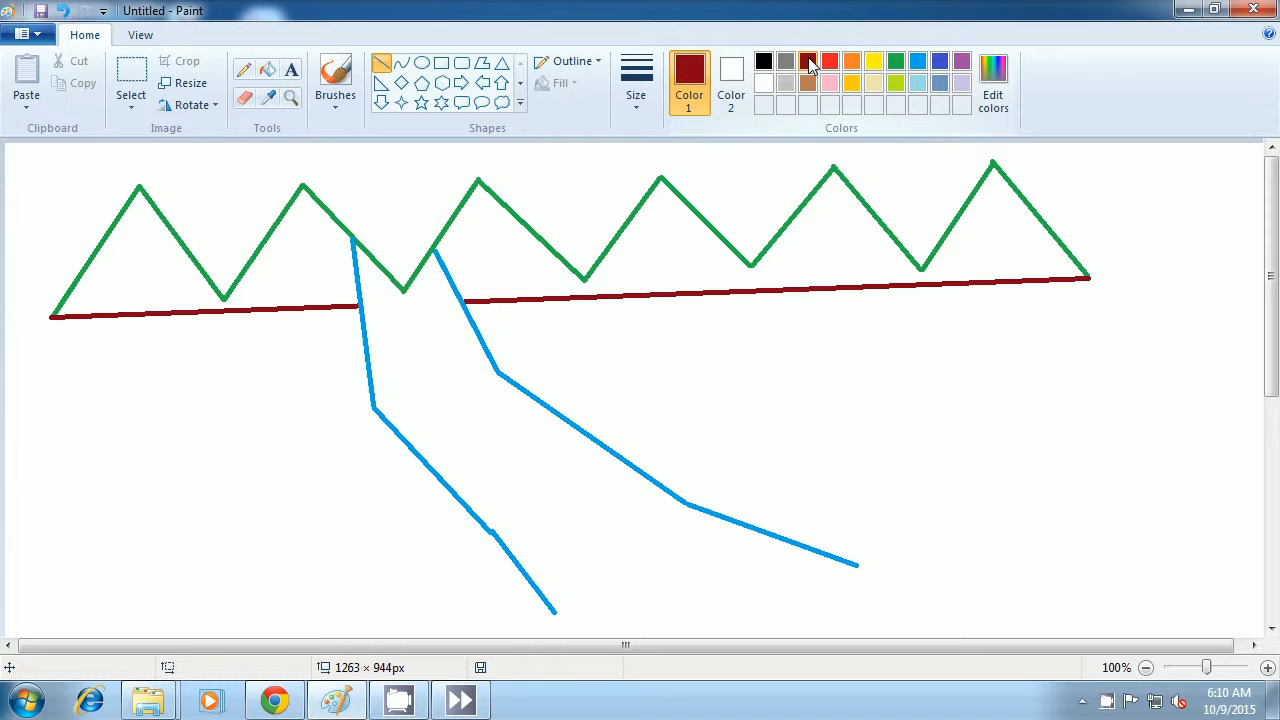 Untitled - Paint
Home View
Paste
Cut
Copy
Clipboard
Select
Crop
Resize
Rotate
Image
A
Tools
Brushes
Outline
Fill
Shapes
Size
Color
1
Color
2
Edit
colors
Colors
1263 × 944px
100%
6:10 AM
10/9/2015